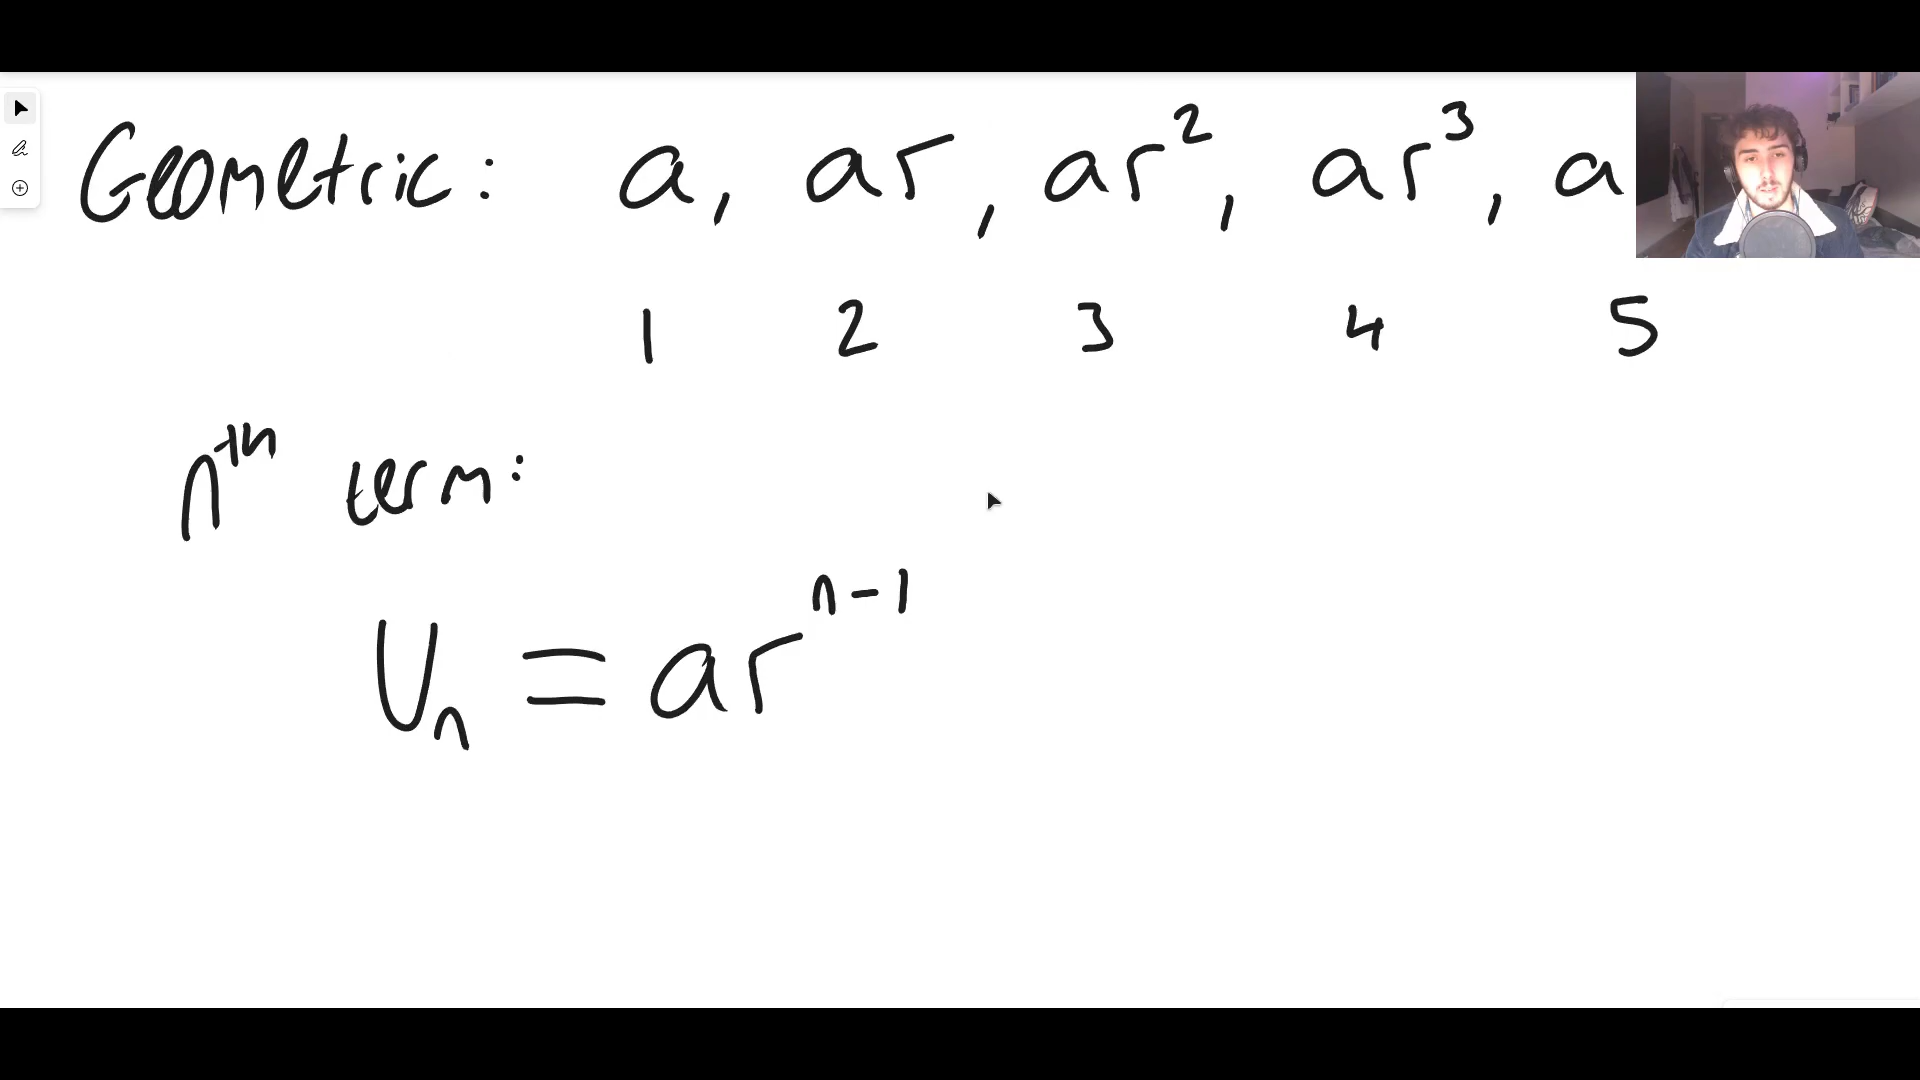 Geometric: a, ar, ar², ar³, a
1 2 3 4 5
nᵗʰ term:
Uₙ = arⁿ⁻¹